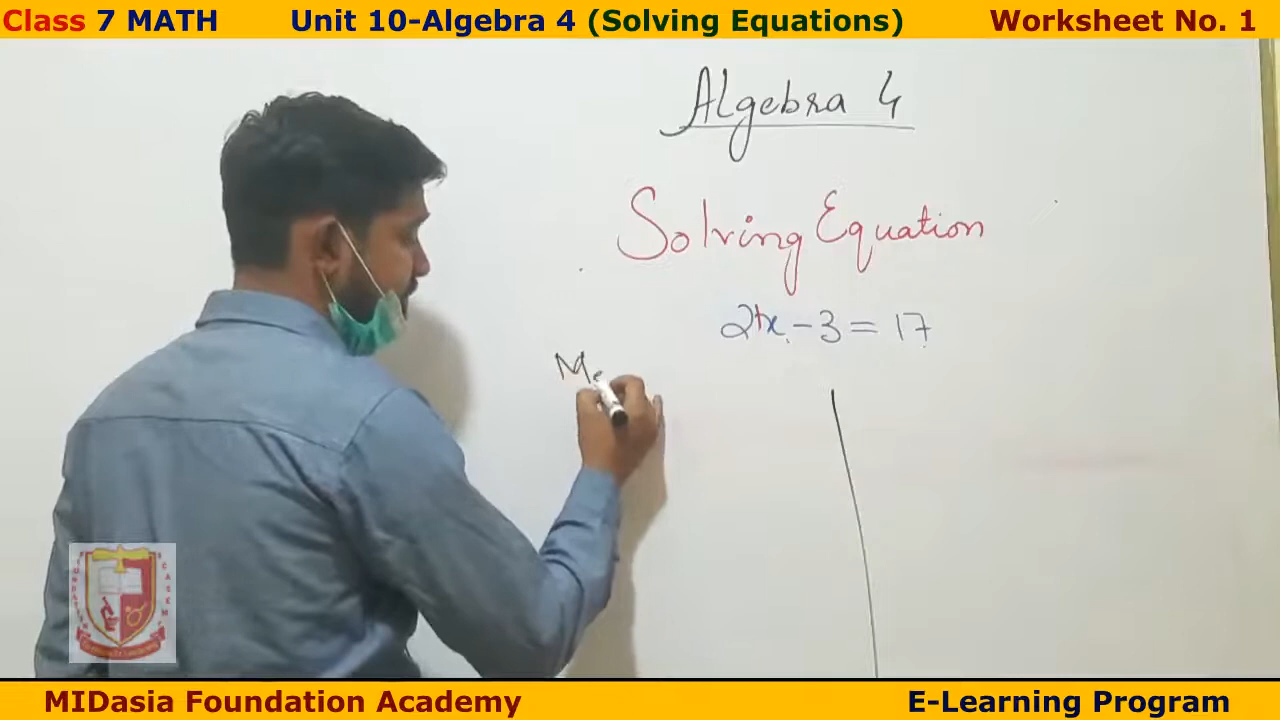 Class 7 MATH Unit 10-Algebra 4 (Solving Equations) Worksheet No. 1
Algebra 4
Solving Equation
2x - 3 = 17
Me
MIDasia Foundation Academy E-Learning Program